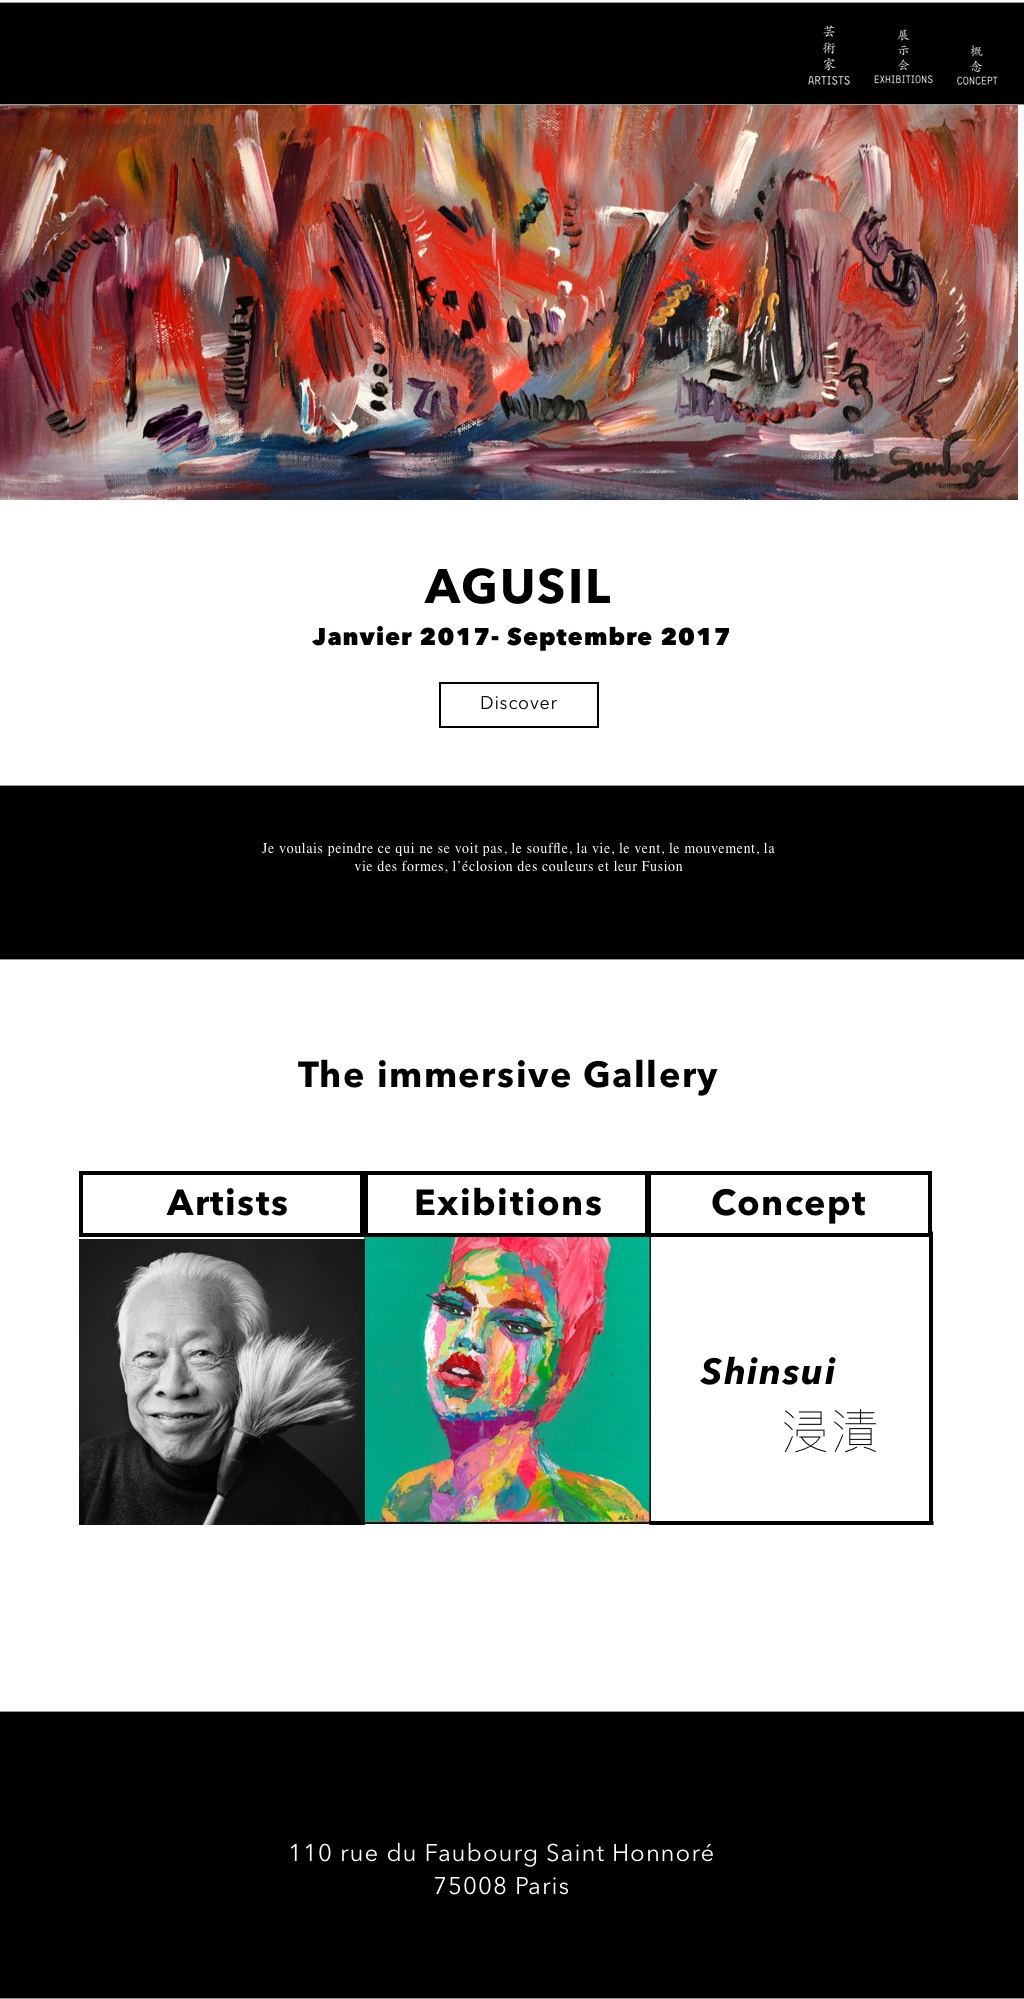 芸術家
ARTISTS
展示会
EXHIBITIONS
概念
CONCEPT
AGUSIL
Janvier 2017- Septembre 2017
Discover
Je voulais peindre ce qui ne se voit pas, le souffle, la vie, le vent, le mouvement, la
vie des formes, l’éclosion des couleurs et leur Fusion
The immersive Gallery
Artists
Exibitions
Concept
Shinsui
浸漬
AGUSIL
110 rue du Faubourg Saint Honnoré
75008 Paris